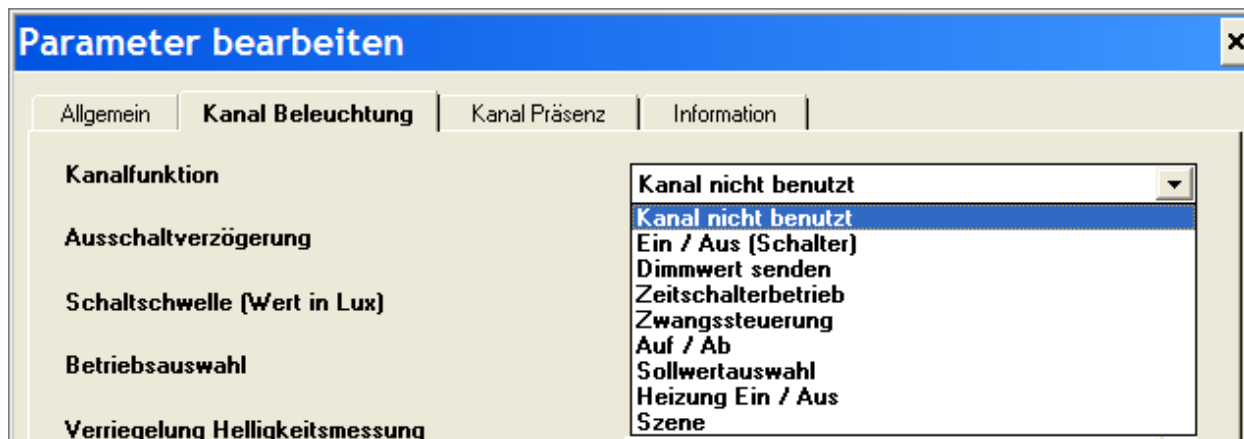 Parameter bearbeiten
Allgemein Kanal Beleuchtung Kanal Präsenz Information
Kanalfunktion Kanal nicht benutzt
Kanal nicht benutzt
Ausschaltverzögerung Ein / Aus (Schalter)
Dimmwert senden
Schaltschwelle (Wert in Lux) Zeitschalterbetrieb
Zwangssteuerung
Auf / Ab
Betriebsauswahl Sollwertauswahl
Heizung Ein / Aus
Verriegelung Helligkeitsmessung Szene